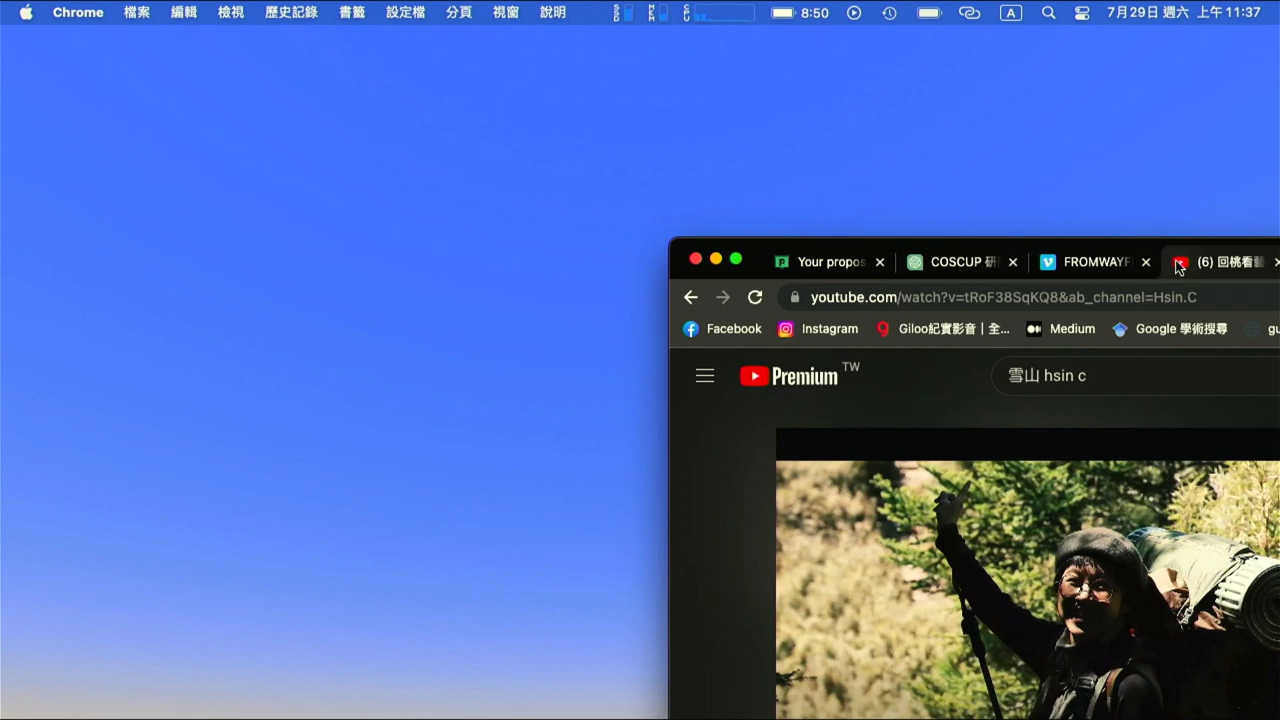 Chrome 檔案 編輯 檢視 歷史記錄 書籤 設定檔 分頁 視窗 說明 8:50 A 7月29日 週六 上午 11:37
Your propos COSCUP 研 FROMWAYF (6) 回桃看
youtube.com/watch?v=tRoF38SqKQ8&ab_channel=Hsin.C
Facebook Instagram Giloo紀實影音｜全... Medium Google 學術搜尋 gu
Premium TW 雪山 hsin c